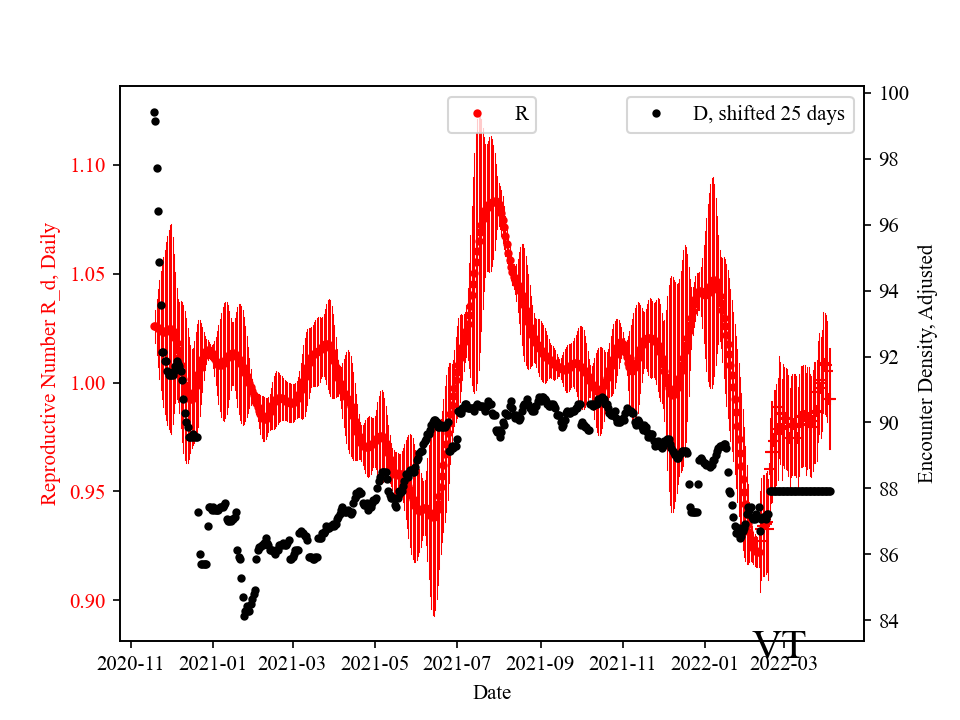 R
D, shifted 25 days
Reproductive Number R_d, Daily
1.10
1.05
1.00
0.95
0.90
100
98
96
94
92
90
88
86
84
Encounter Density, Adjusted
VT
2020-11 2021-01 2021-03 2021-05 2021-07 2021-09 2021-11 2022-01 2022-03
Date